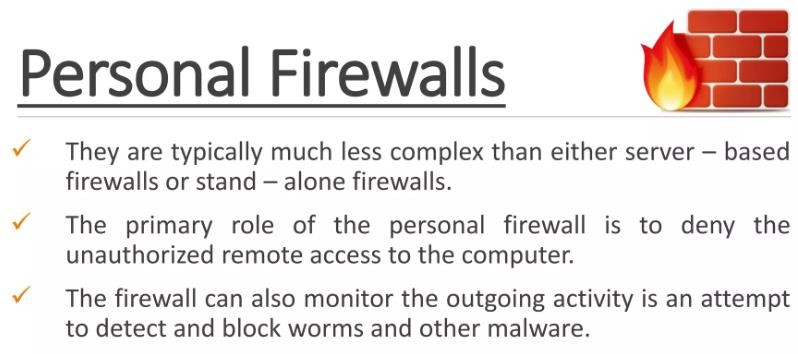 Personal Firewalls
✓ They are typically much less complex than either server – based
firewalls or stand – alone firewalls.
✓ The primary role of the personal firewall is to deny the
unauthorized remote access to the computer.
✓ The firewall can also monitor the outgoing activity is an attempt
to detect and block worms and other malware.